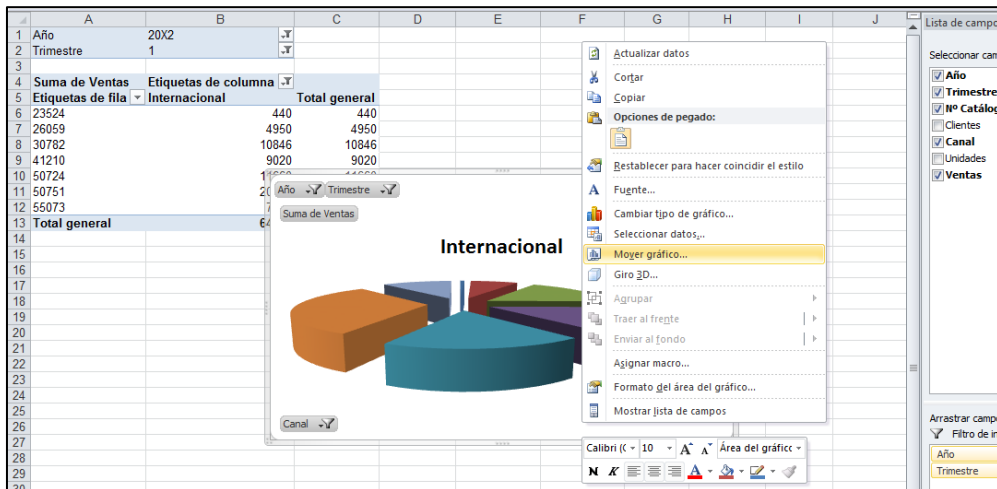 A B C D E F G H I J
Lista de campo
1 Año 20X2
2 Trimestre 1
Seleccionar cam
3
4 Suma de Ventas Etiquetas de columna
5 Etiquetas de fila Internacional Total general
6 23524 440 440
7 26059 4950 4950
8 30782 10846 10846
9 41210 9020 9020
10 50724
11 50751
12 55073
13 Total general
14
15
16
17
18
19
20
21
22
23
24
25
26
27
28
29
30
Año Trimestre
Suma de Ventas
Internacional
Canal
Actualizar datos
Cortar
Copiar
Opciones de pegado:
Restablecer para hacer coincidir el estilo
Fuente...
Cambiar tipo de gráfico...
Seleccionar datos...
Mover gráfico...
Giro 3D...
Agrupar
Traer al frente
Enviar al fondo
Asignar macro...
Formato del área del gráfico...
Mostrar lista de campos
Calibri (C 10 A A Área del gráfico
N K A
Año
Trimestre
Nº Catálog
Clientes
Canal
Unidades
Ventas
Arrastrar campo
Filtro de in
Año
Trimestre